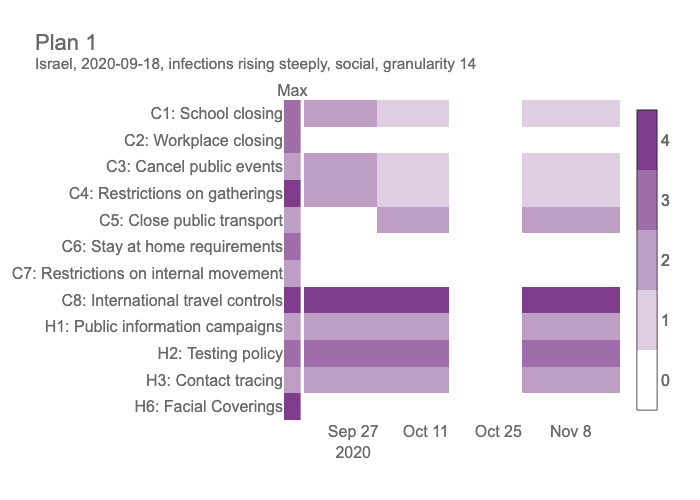 Plan 1
Israel, 2020-09-18, infections rising steeply, social, granularity 14
Max
C1: School closing
C2: Workplace closing
C3: Cancel public events
C4: Restrictions on gatherings
C5: Close public transport
C6: Stay at home requirements
C7: Restrictions on internal movement
C8: International travel controls
H1: Public information campaigns
H2: Testing policy
H3: Contact tracing
H6: Facial Coverings
4
3
2
1
0
Sep 27 Oct 11 Oct 25 Nov 8
2020